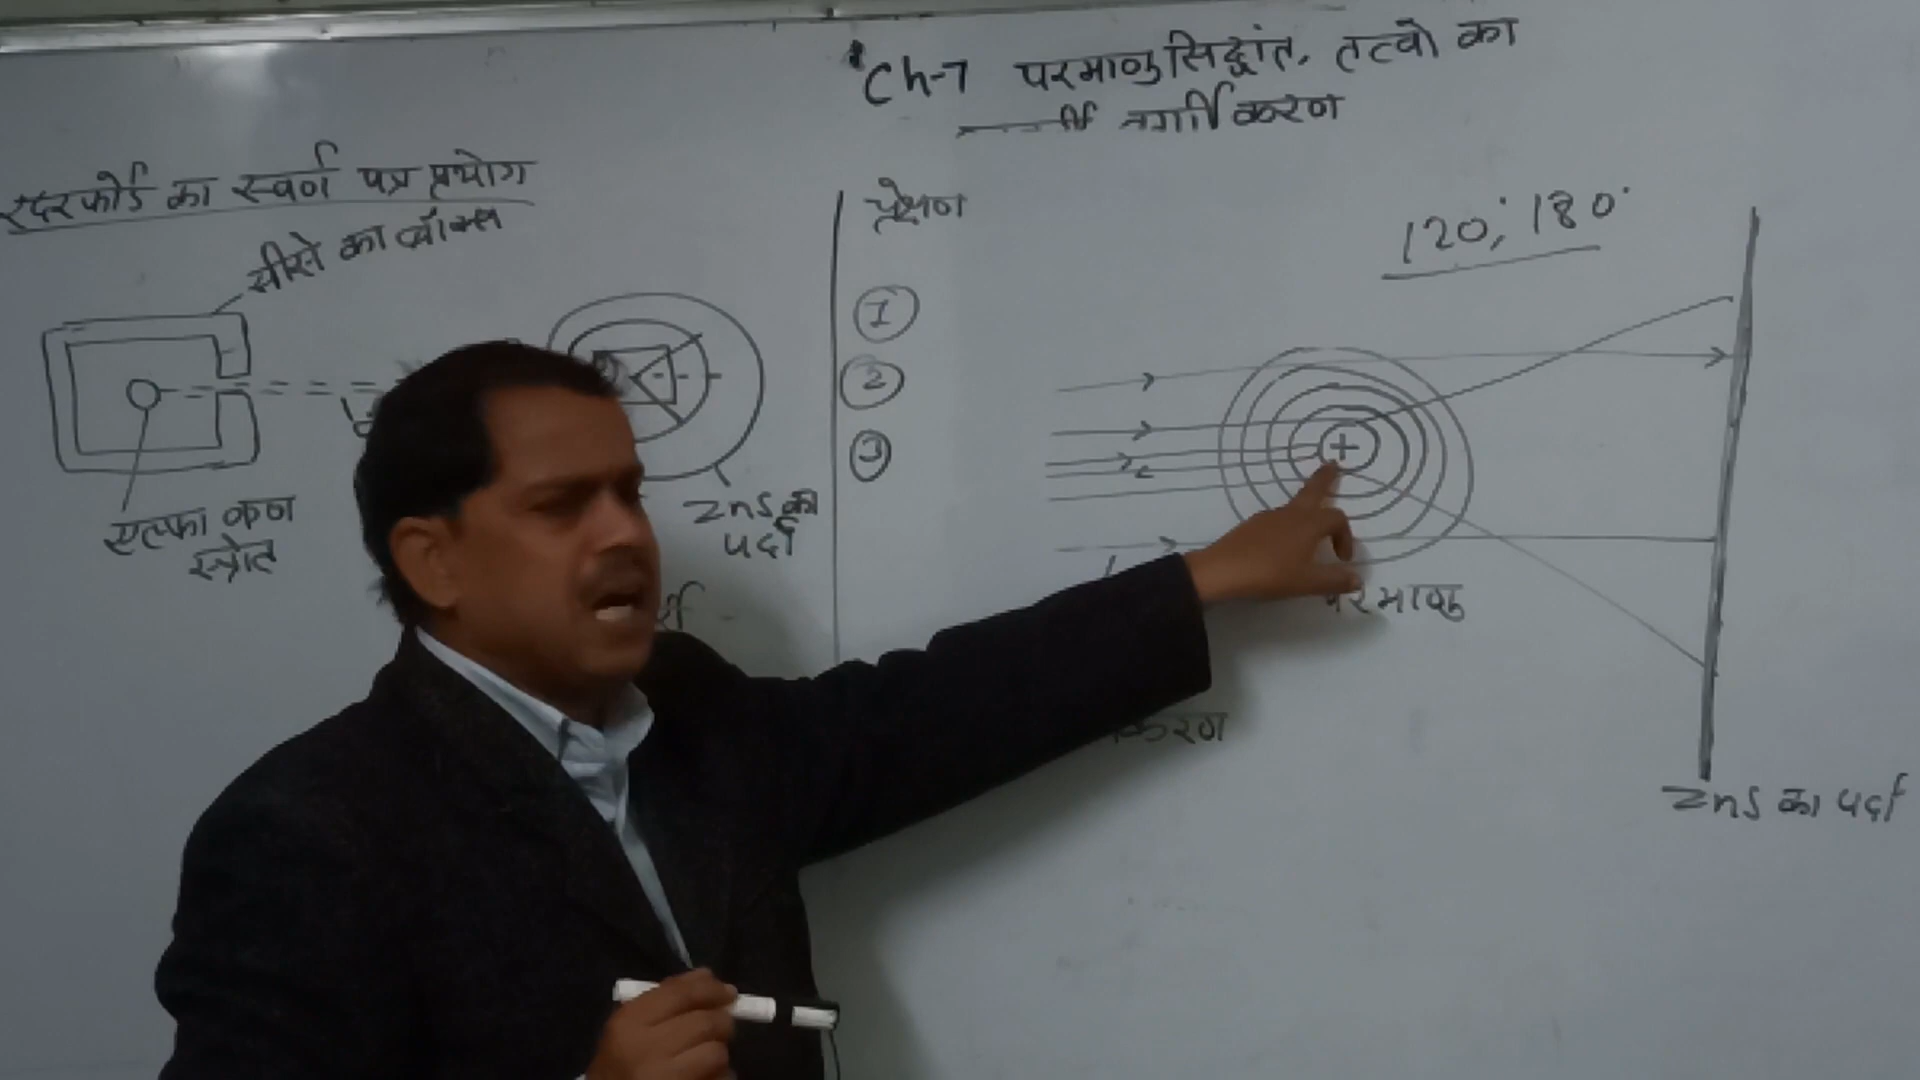 Ch-7 परमाणु सिद्धांत, तत्वो का
वर्गीकरण
रदरफोर्ड का स्वर्ण पत्र प्रयोग
सीसे का बॉक्स
एल्फा कण
स्त्रोत
ZnS का
पर्दा
प्रेक्षण
1
2
3
120°, 180°
+
परमाणु
करण
ZnS का पर्दा